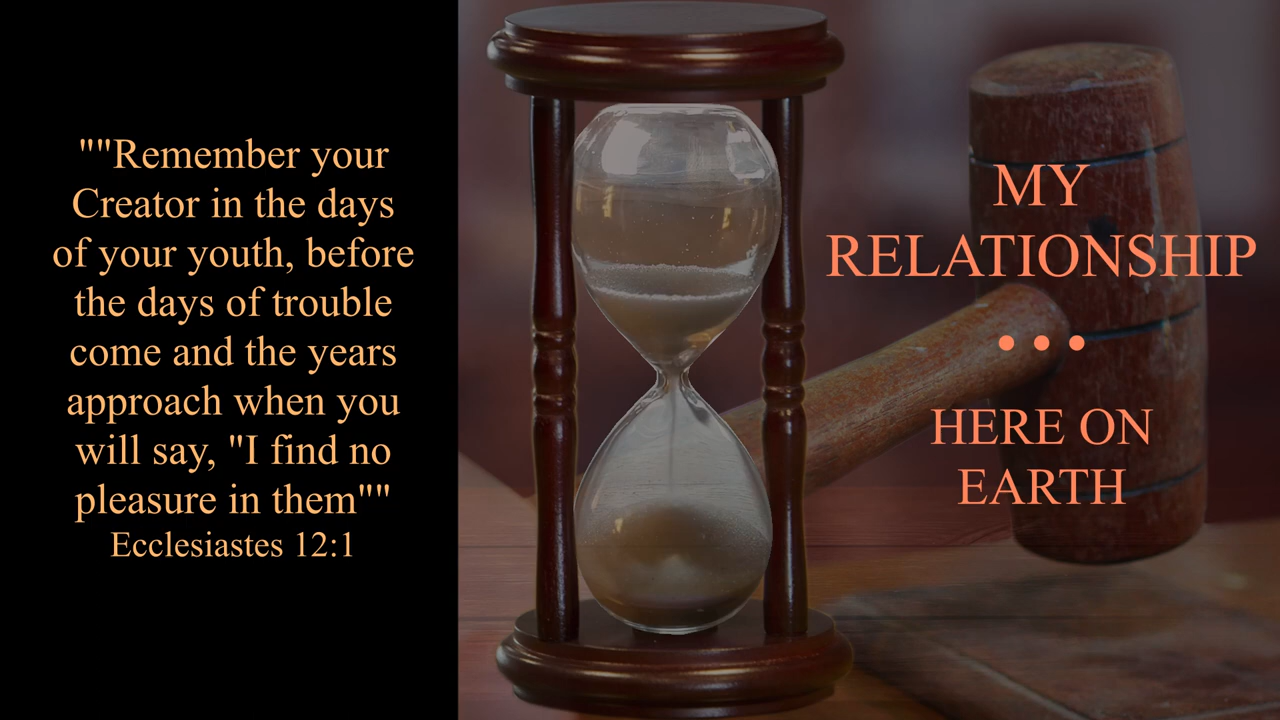 ""Remember your
Creator in the days
of your youth, before
the days of trouble
come and the years
approach when you
will say, "I find no
pleasure in them""
Ecclesiastes 12:1
MY
RELATIONSHIP
• • •
HERE ON
EARTH